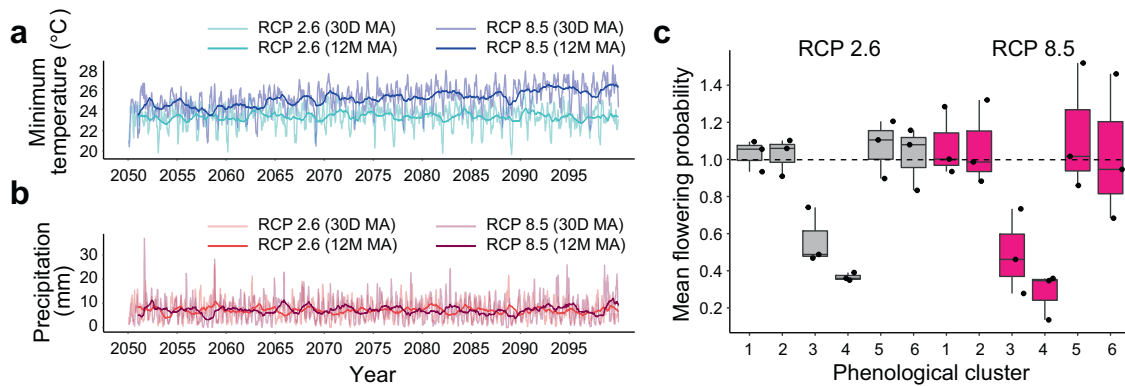 a
RCP 2.6 (30D MA)
RCP 8.5 (30D MA)
RCP 2.6 (12M MA)
RCP 8.5 (12M MA)
Minimum
temperature (°C)
28
26
24
22
20
2050 2055 2060 2065 2070 2075 2080 2085 2090 2095
b
RCP 2.6 (30D MA)
RCP 8.5 (30D MA)
RCP 2.6 (12M MA)
RCP 8.5 (12M MA)
Precipitation
(mm)
30
20
10
0
2050 2055 2060 2065 2070 2075 2080 2085 2090 2095
Year
c
RCP 2.6
RCP 8.5
Mean flowering probability
1.4
1.2
1.0
0.8
0.6
0.4
0.2
1 2 3 4 5 6 1 2 3 4 5 6
Phenological cluster